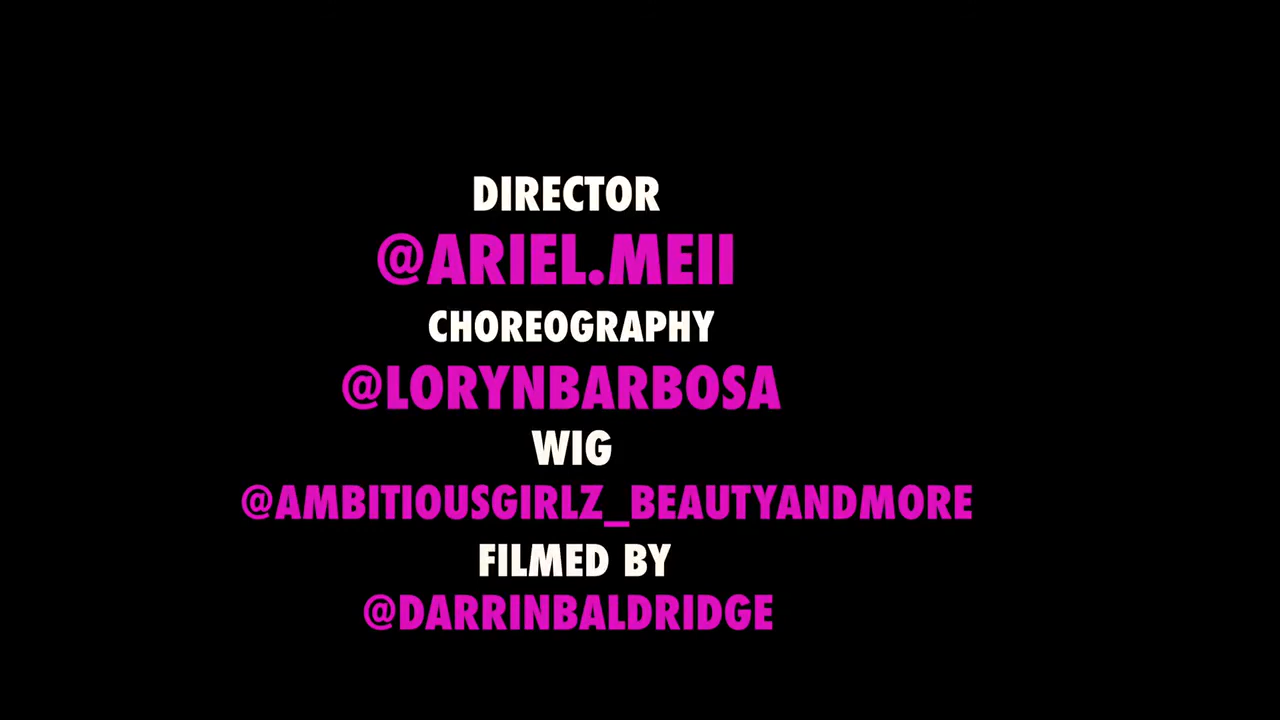 DIRECTOR
@ARIEL.MEII
CHOREOGRAPHY
@LORYNBARBOSA
WIG
@AMBITIOUSGIRLZ_BEAUTYANDMORE
FILMED BY
@DARRINBALDRIDGE